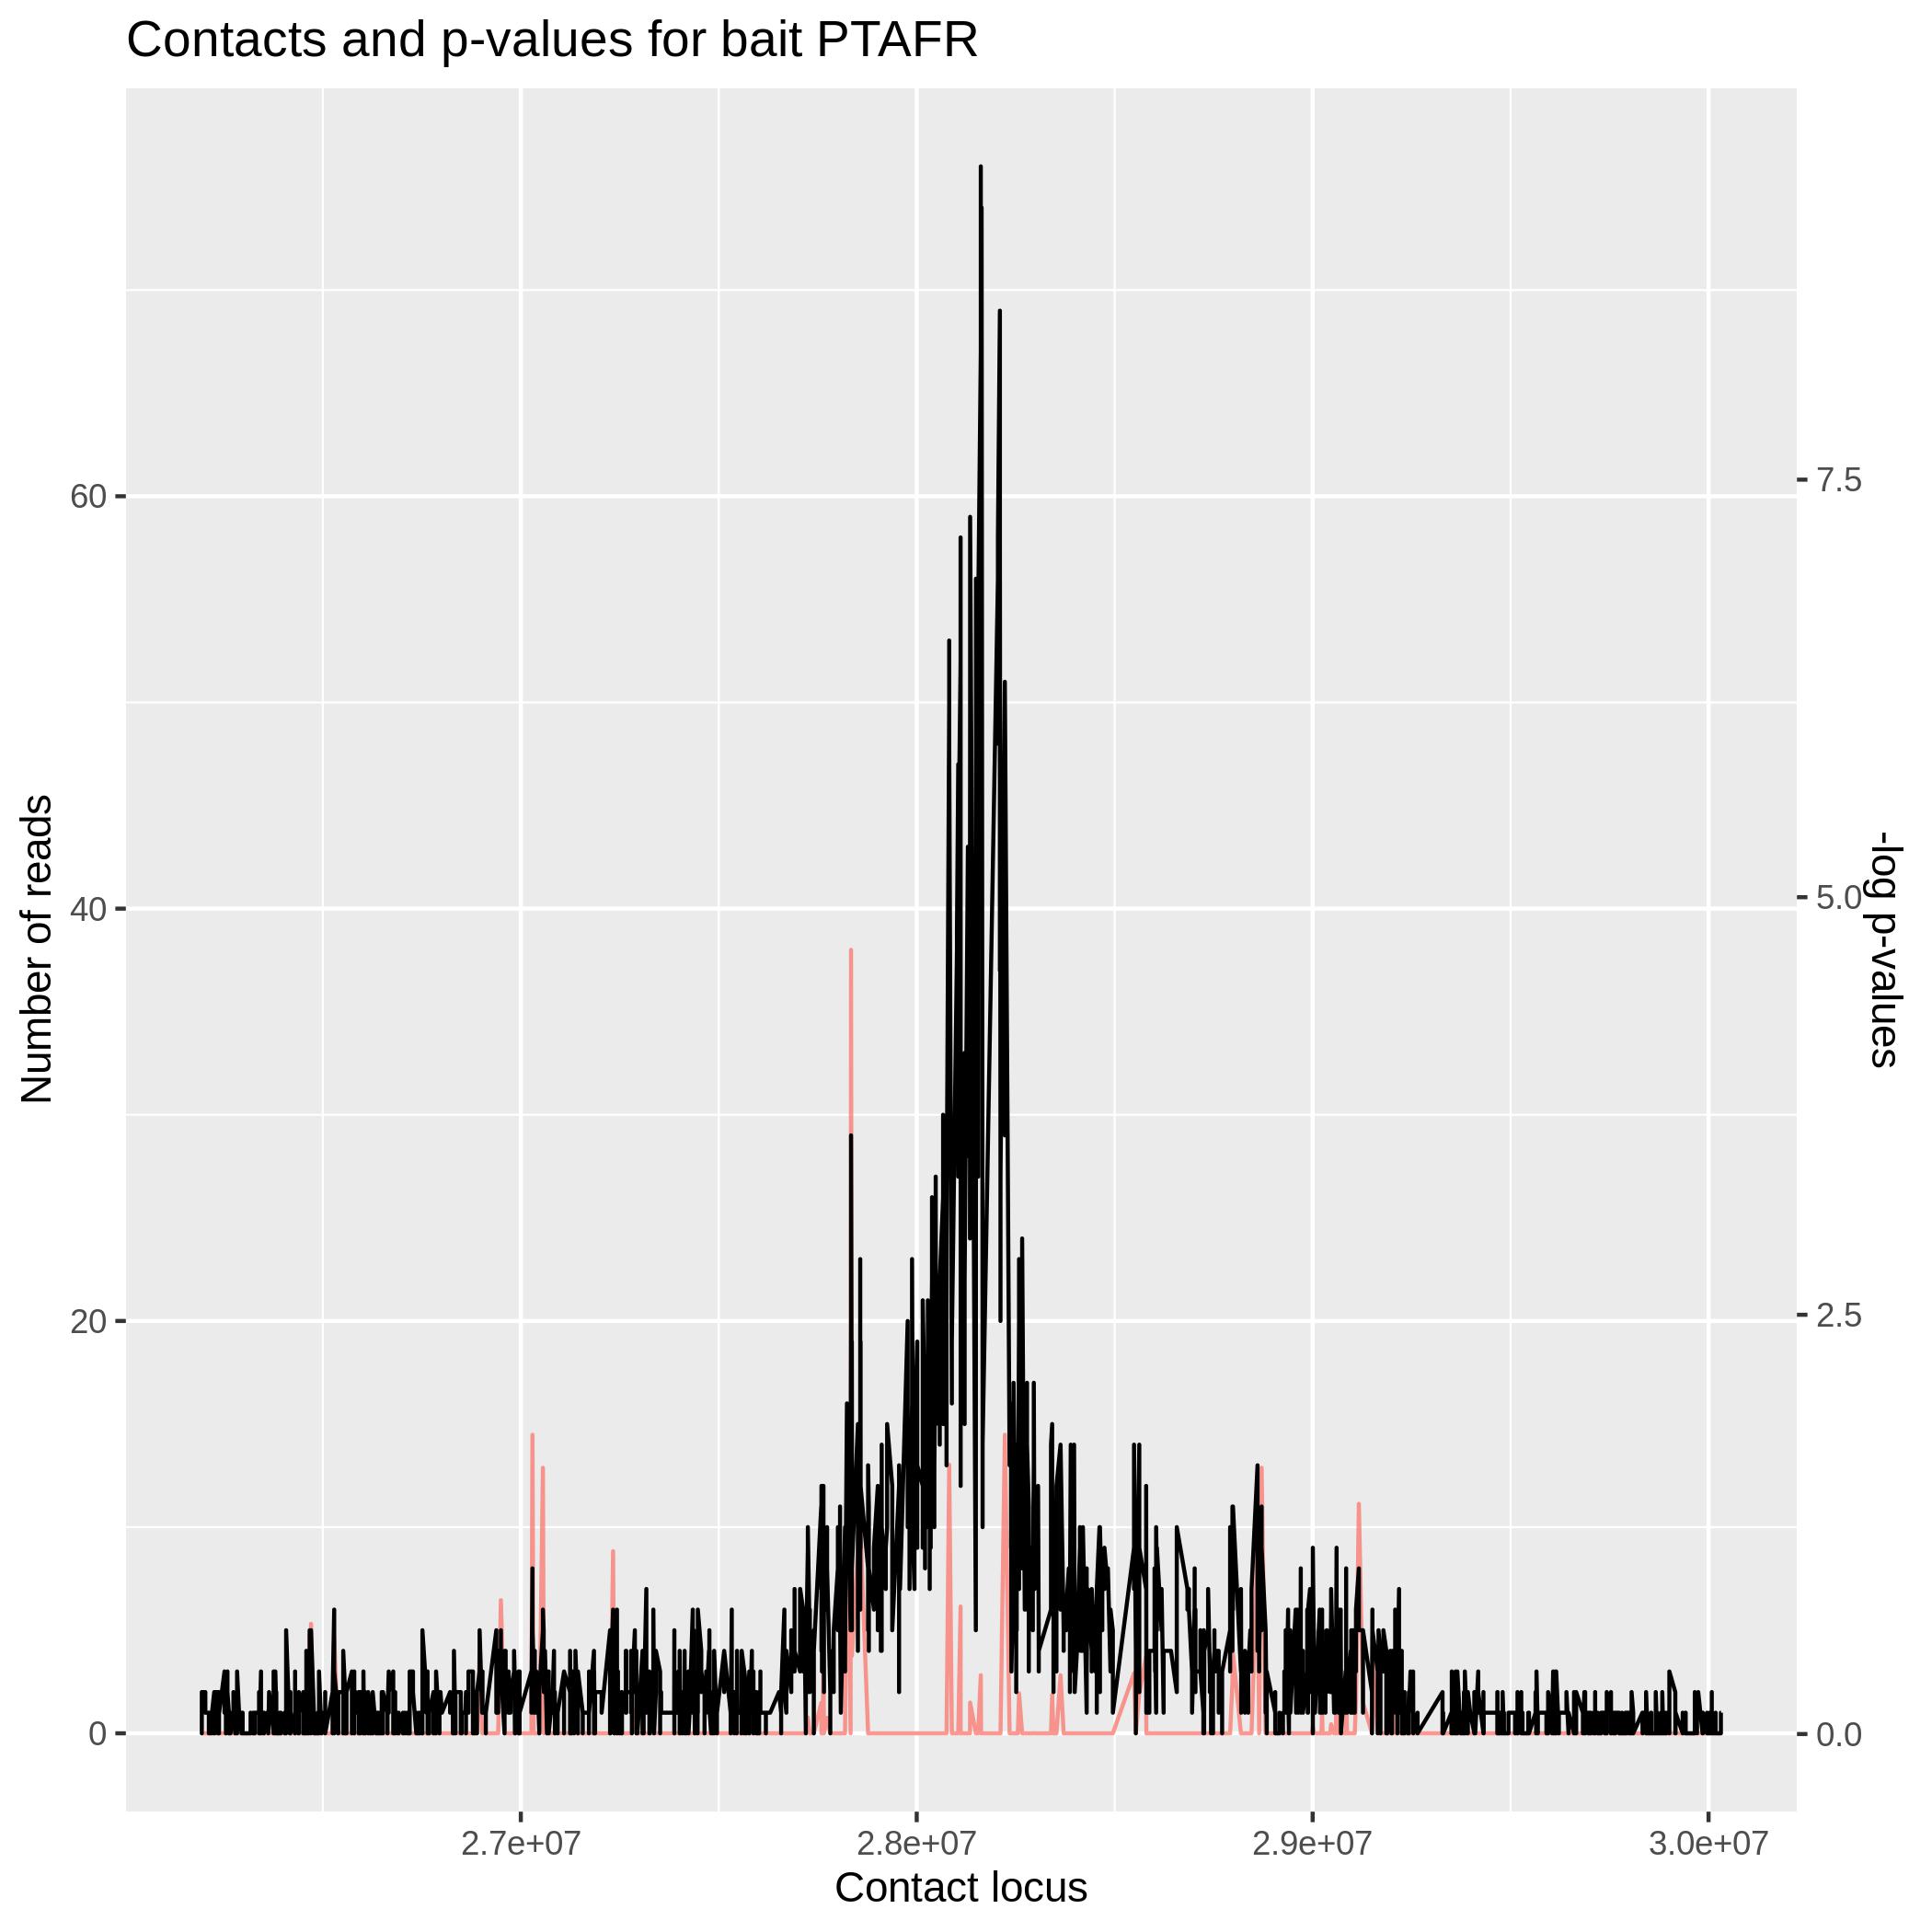 Contacts and p-values for bait PTAFR
Number of reads
60
40
20
0
7.5
5.0
2.5
0.0
-log p-values
2.7e+07
2.8e+07
2.9e+07
3.0e+07
Contact locus